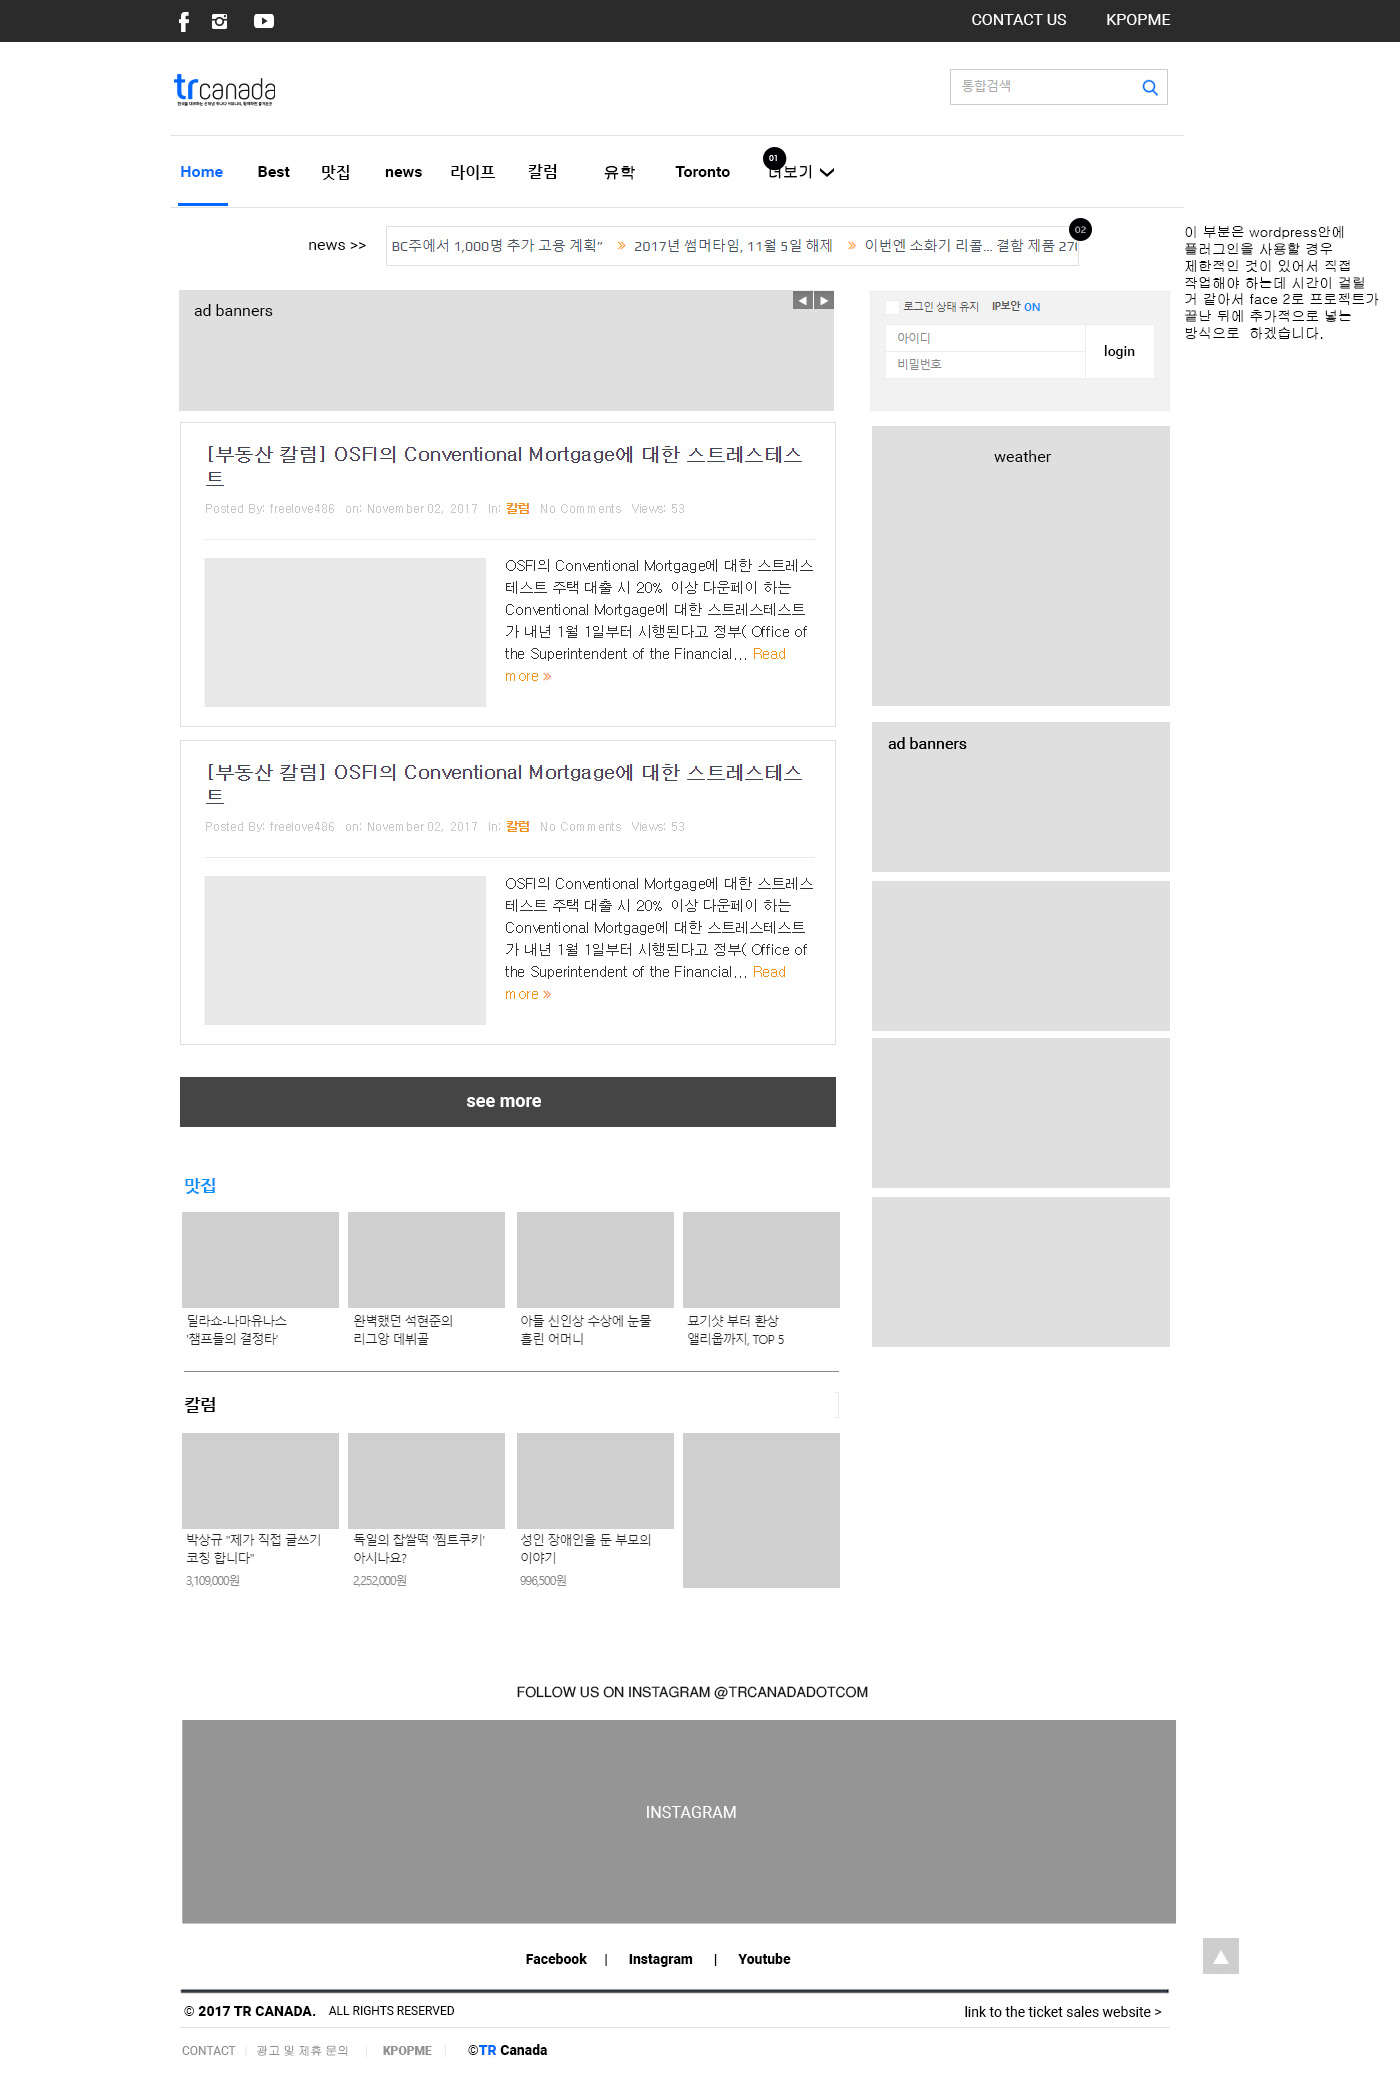 CONTACT US KPOPME
trcanada
통합검색
Home Best 맛집 news 라이프 칼럼 유학 Toronto 더보기
01
news >> BC주에서 1,000명 추가 고용 계획” » 2017년 썸머타임, 11월 5일 해제 » 이번엔 소화기 리콜... 결함 제품
02
이 부분은 wordpress안에
플러그인을 사용할 경우
제한적인 것이 있어서 직접
작업해야 하는데 시간이 걸릴
거 같아서 face 2로 프로젝트가
끝난 뒤에 추가적으로 넣는
방식으로 하겠습니다.
ad banners
로그인 상태 유지 IP보안 ON
아이디
비밀번호
login
[부동산 칼럼] OSFI의 Conventional Mortgage에 대한 스트레스테스
트
Posted By: freelove486 on: November 02, 2017 In: 칼럼 No Comments Views: 53
OSFI의 Conventional Mortgage에 대한 스트레스
테스트 주택 대출 시 20% 이상 다운페이 하는
Conventional Mortgage에 대한 스트레스테스트
가 내년 1월 1일부터 시행된다고 정부( Office of
the Superintendent of the Financial... Read
more »
weather
[부동산 칼럼] OSFI의 Conventional Mortgage에 대한 스트레스테스
트
Posted By: freelove486 on: November 02, 2017 In: 칼럼 No Comments Views: 53
OSFI의 Conventional Mortgage에 대한 스트레스
테스트 주택 대출 시 20% 이상 다운페이 하는
Conventional Mortgage에 대한 스트레스테스트
가 내년 1월 1일부터 시행된다고 정부( Office of
the Superintendent of the Financial... Read
more »
ad banners
see more
맛집
딜라쇼-나마유나스
'챔프들의 결정타'
완벽했던 석현준의
리그앙 데뷔골
아들 신인상 수상에 눈물
흘린 어머니
묘기샷 부터 환상
앨리웁까지, TOP 5
칼럼
박상규 "제가 직접 글쓰기
코칭 합니다"
3,109,000원
독일의 찹쌀떡 '찜트쿠키'
아시나요?
2,252,000원
성인 장애인을 둔 부모의
이야기
996,500원
FOLLOW US ON INSTAGRAM @TRCANADADOTCOM
INSTAGRAM
Facebook | Instagram | Youtube
© 2017 TR CANADA. ALL RIGHTS RESERVED
link to the ticket sales website >
CONTACT | 광고 및 제휴 문의 | KPOPME | ©TR Canada